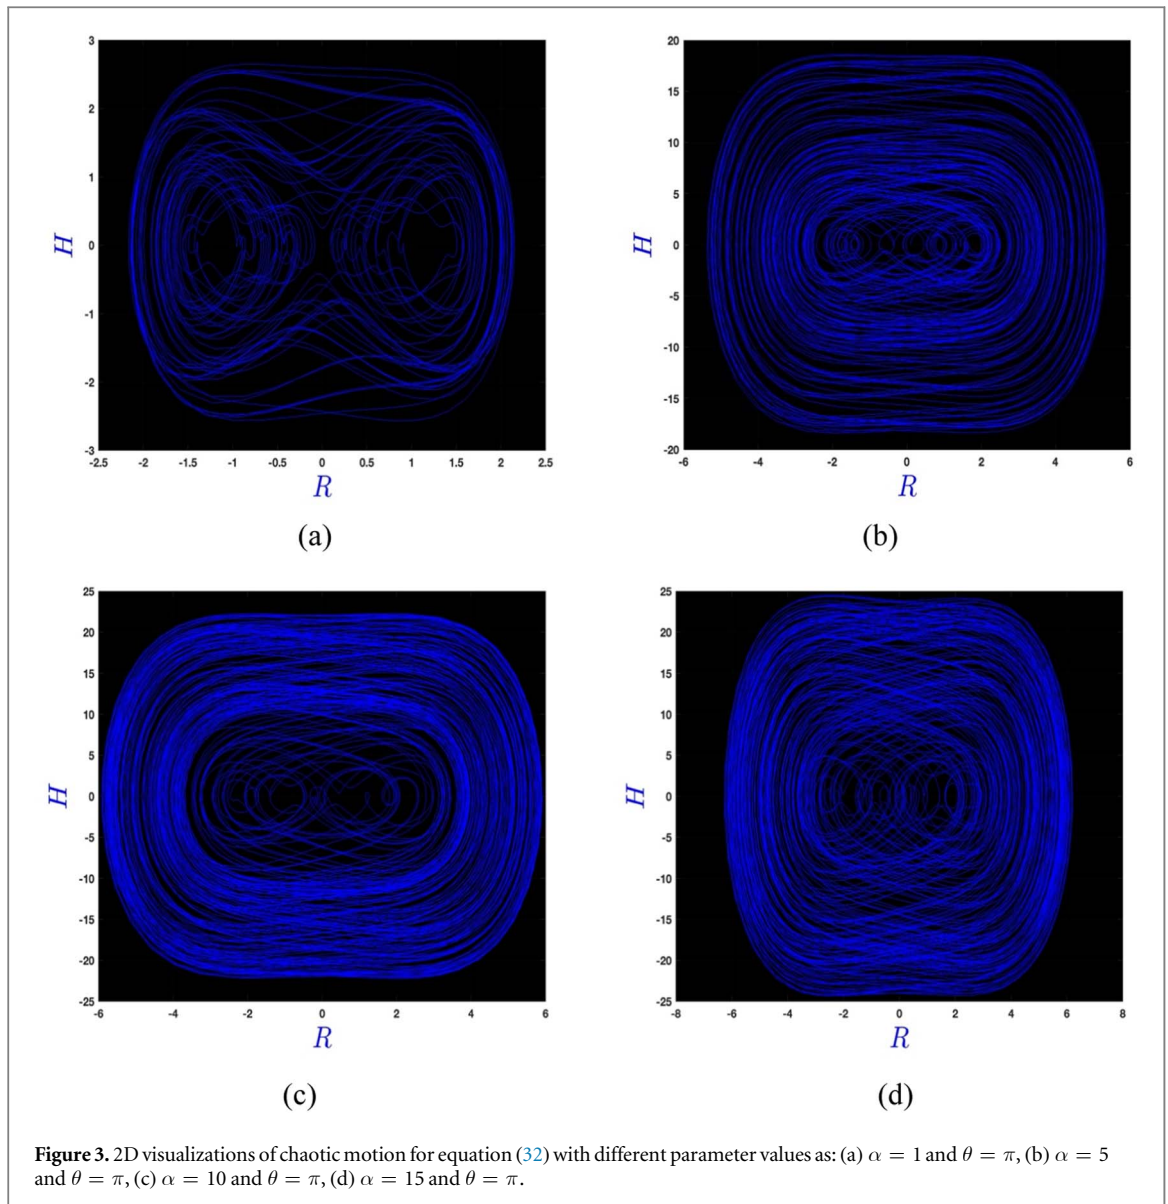 3
2
1
0
-1
-2
-3
H
-2.5 -2 -1.5 -1 -0.5 0 0.5 1 1.5 2 2.5
R
(a)
20
15
10
5
0
-5
-10
-15
-20
H
-6 -4 -2 0 2 4 6
R
(b)
25
20
15
10
5
0
-5
-10
-15
-20
-25
H
-6 -4 -2 0 2 4 6
R
(c)
25
20
15
10
5
0
-5
-10
-15
-20
-25
H
-8 -6 -4 -2 0 2 4 6 8
R
(d)
Figure 3. 2D visualizations of chaotic motion for equation (32) with different parameter values as: (a) α = 1 and θ = π, (b) α = 5
and θ = π, (c) α = 10 and θ = π, (d) α = 15 and θ = π.